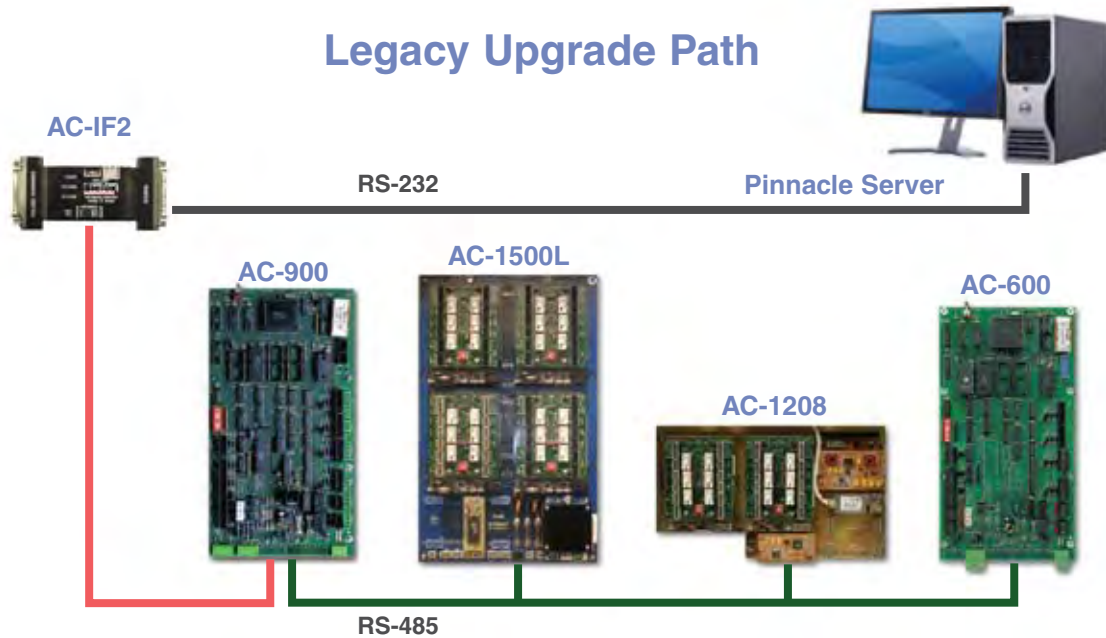 Legacy Upgrade Path
AC-IF2
RS-232
Pinnacle Server
AC-900
AC-1500L
AC-1208
AC-600
RS-485